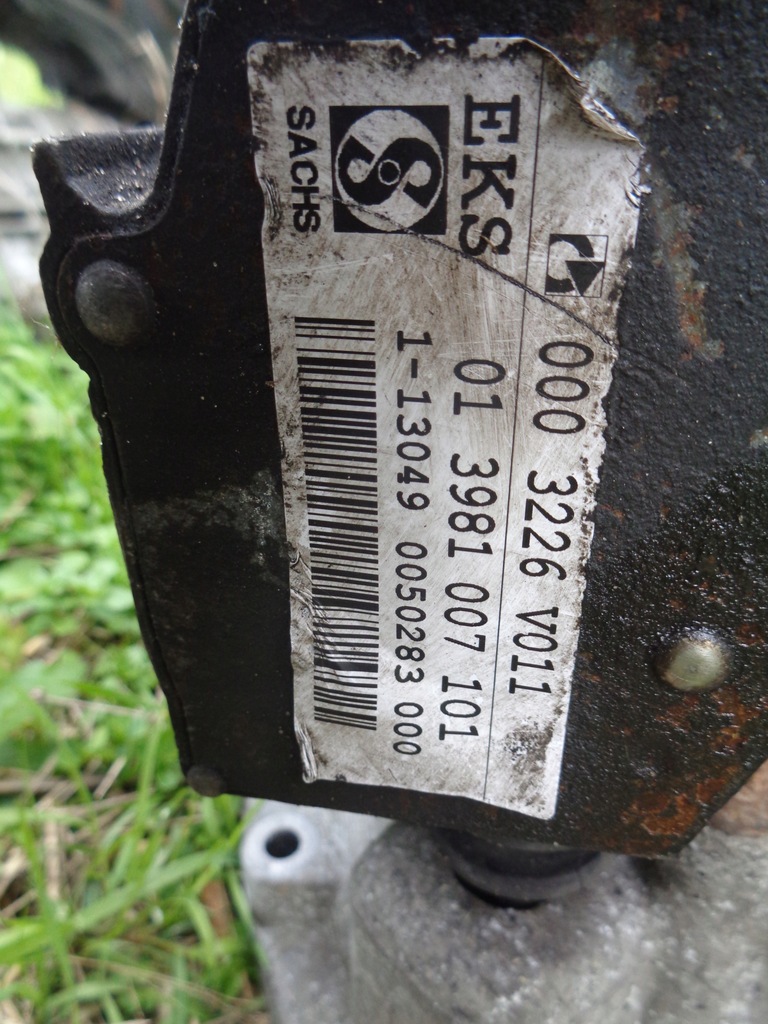 EKS
SACHS
000 3226 V011
01 3981 007 101
1-13049 0050283 000